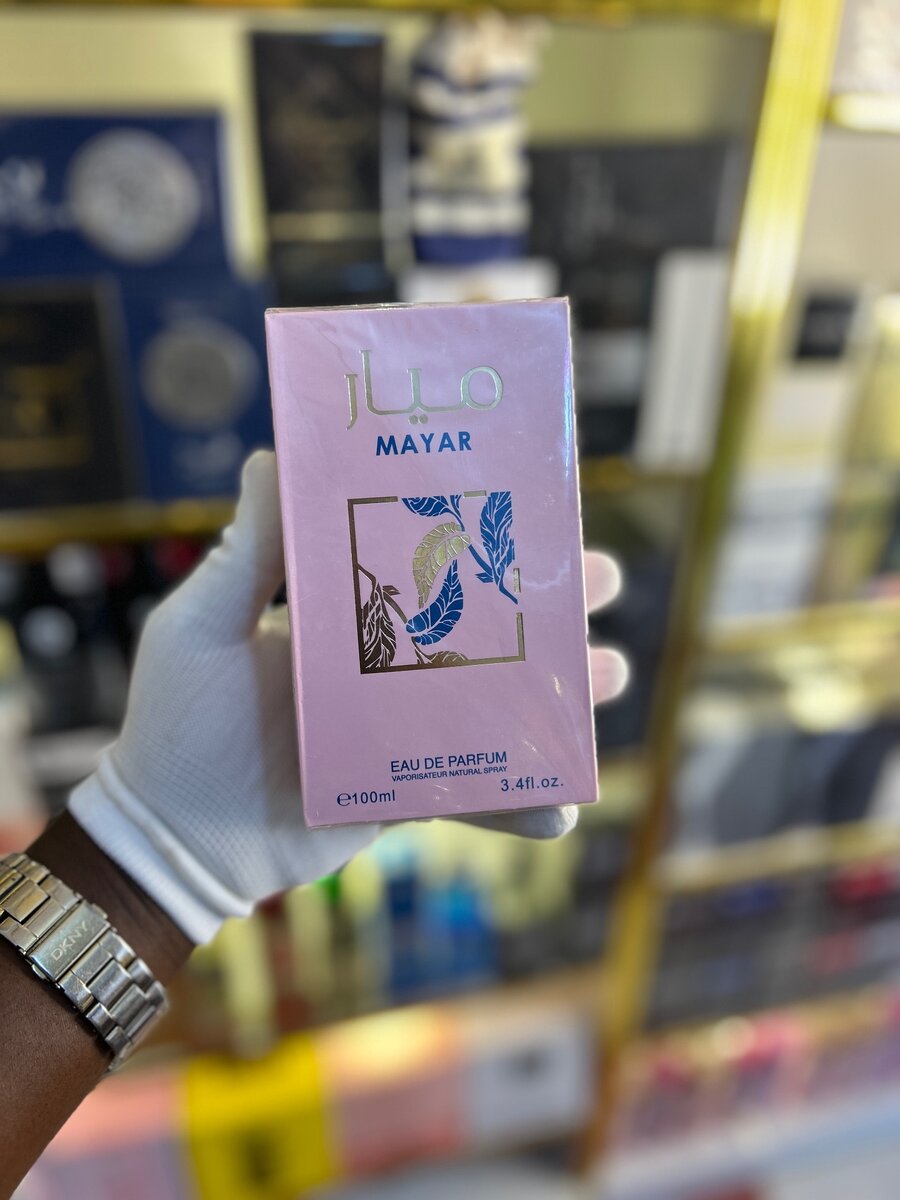 ميار
MAYAR
EAU DE PARFUM
VAPORISATEUR NATURAL SPRAY
℮100ml
3.4fl.oz.
DKNY